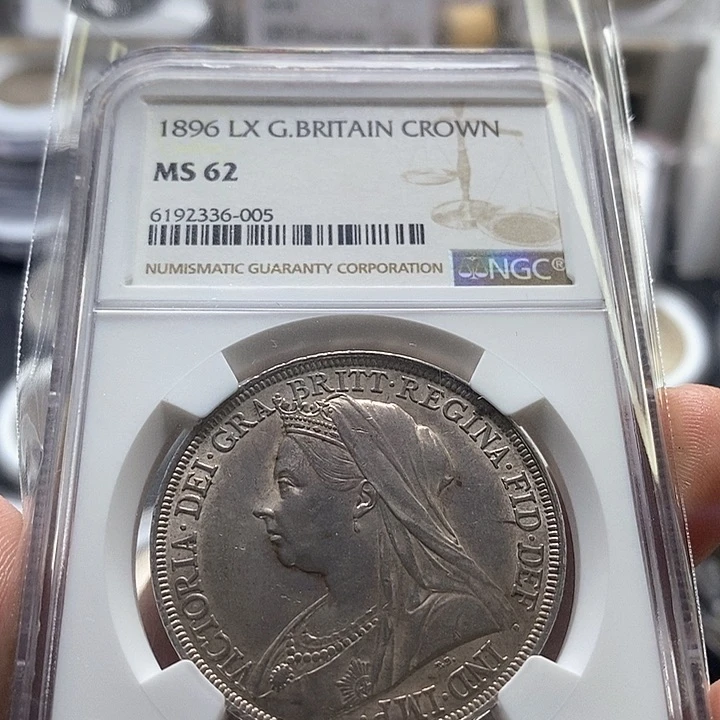 1896 LX G.BRITAIN CROWN
MS 62
6192336-005
NUMISMATIC GUARANTY CORPORATION
NGC®
VICTORIA·DEI·GRA·BRITT·REGINA·FID·DEF·
IND·IMP·